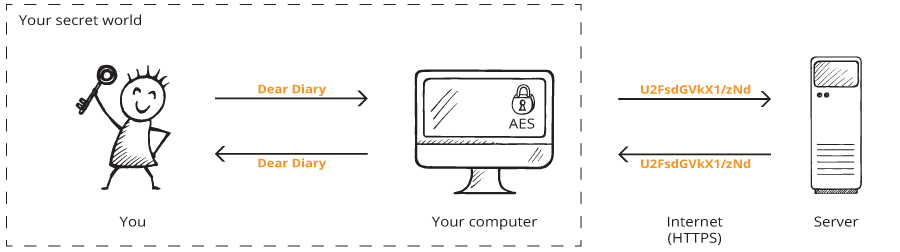 Your secret world
Dear Diary
U2FsdGVkX1/zNd
AES
Dear Diary
U2FsdGVkX1/zNd
You
Your computer
Internet
(HTTPS)
Server